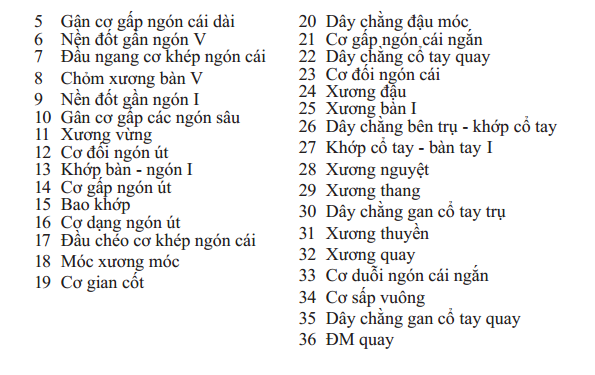 5 Gân cơ gấp ngón cái dài
6 Nền đốt gần ngón V
7 Đầu ngang cơ khép ngón cái
8 Chỏm xương bàn V
9 Nền đốt gần ngón I
10 Gân cơ gấp các ngón sâu
11 Xương vừng
12 Cơ đối ngón út
13 Khớp bàn - ngón I
14 Cơ gấp ngón út
15 Bao khớp
16 Cơ dạng ngón út
17 Đầu chéo cơ khép ngón cái
18 Móc xương móc
19 Cơ gian cốt
20 Dây chằng đậu móc
21 Cơ gấp ngón cái ngắn
22 Dây chằng cổ tay quay
23 Cơ đối ngón cái
24 Xương đậu
25 Xương bàn I
26 Dây chằng bên trụ - khớp cổ tay
27 Khớp cổ tay - bàn tay I
28 Xương nguyệt
29 Xương thang
30 Dây chằng gan cổ tay trụ
31 Xương thuyền
32 Xương quay
33 Cơ duỗi ngón cái ngắn
34 Cơ sấp vuông
35 Dây chằng gan cổ tay quay
36 ĐM quay